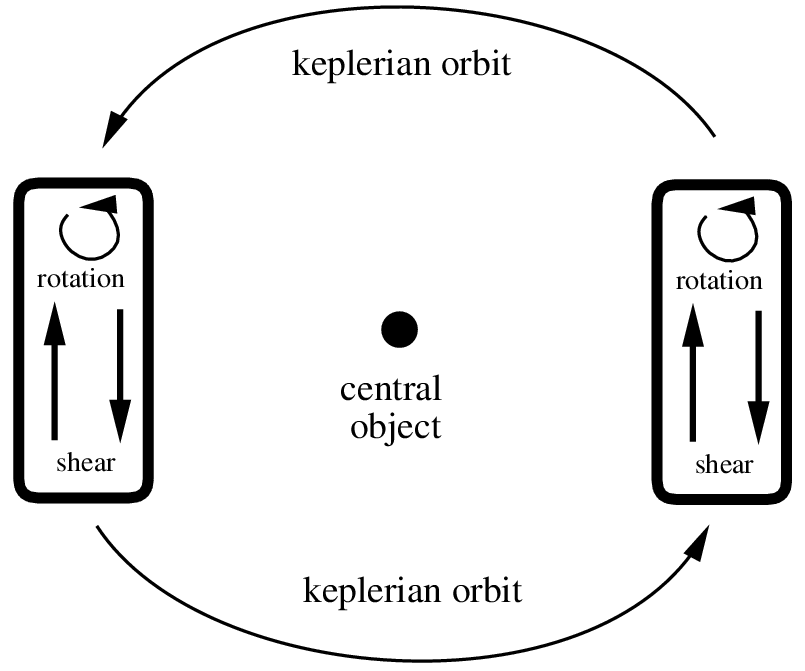 keplerian orbit
rotation
rotation
central
object
shear
shear
keplerian orbit